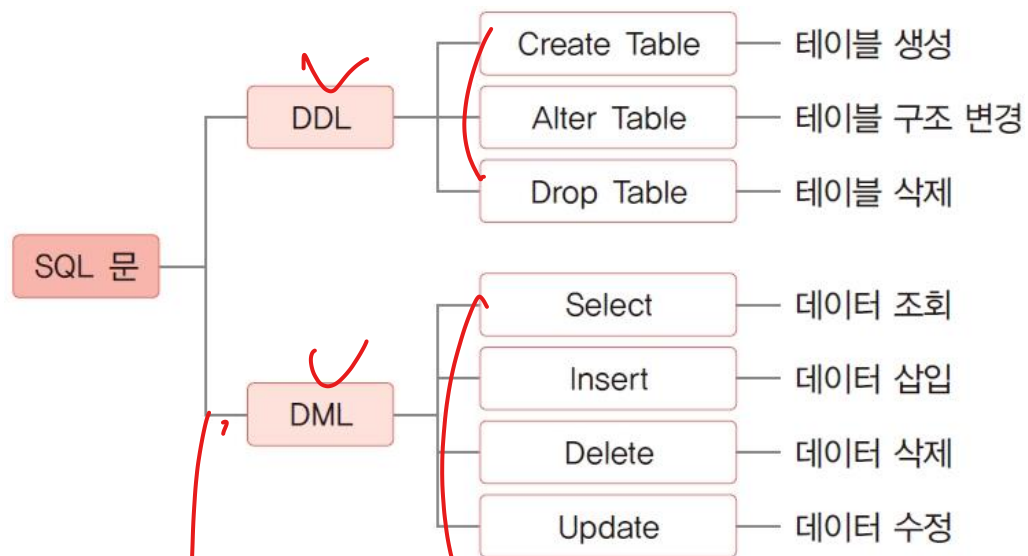 Create Table 테이블 생성
DDL Alter Table 테이블 구조 변경
Drop Table 테이블 삭제
SQL 문
Select 데이터 조회
Insert 데이터 삽입
DML
Delete 데이터 삭제
Update 데이터 수정